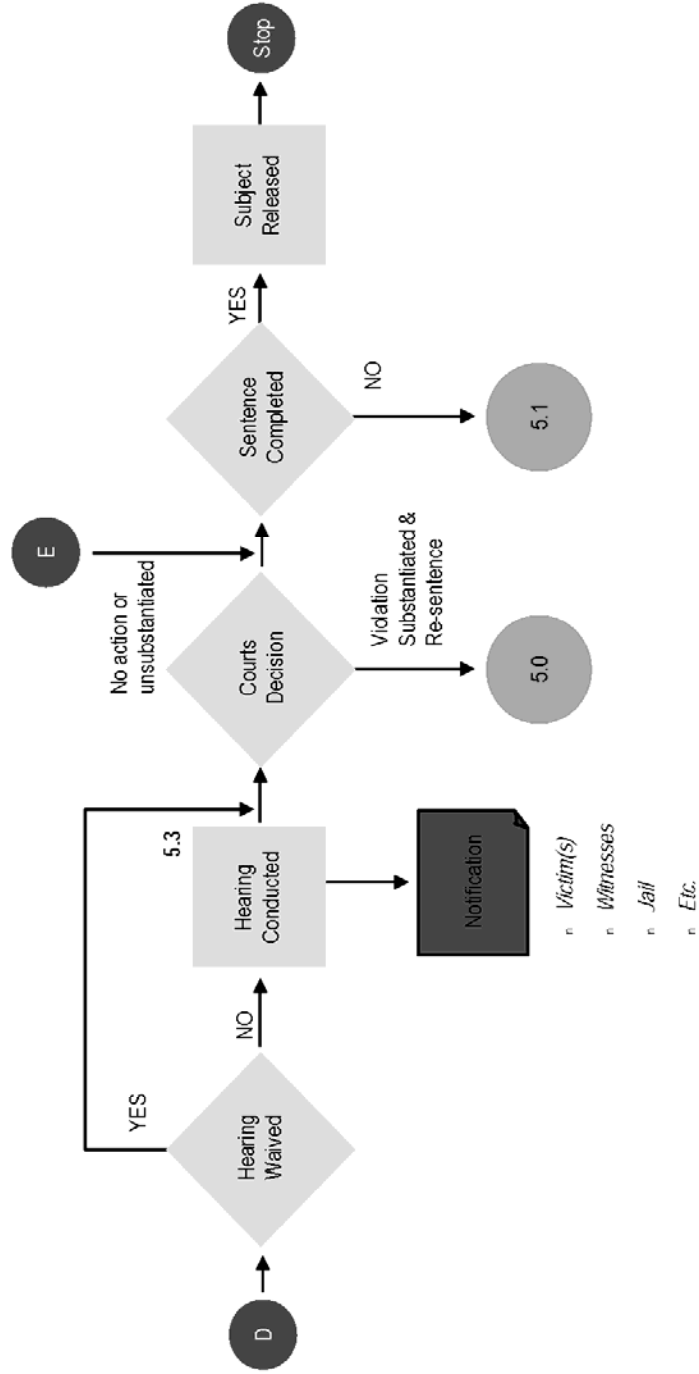 D
Hearing
Waived
YES
NO
5.3
Hearing
Conducted
Notification
n Victim(s)
n Witnesses
n Jail
n Etc.
Courts
Decision
No action or
unsubstantiated
E
Violation
Substantiated &
Re-sentence
5.0
Sentence
Completed
YES
NO
5.1
Subject
Released
Stop